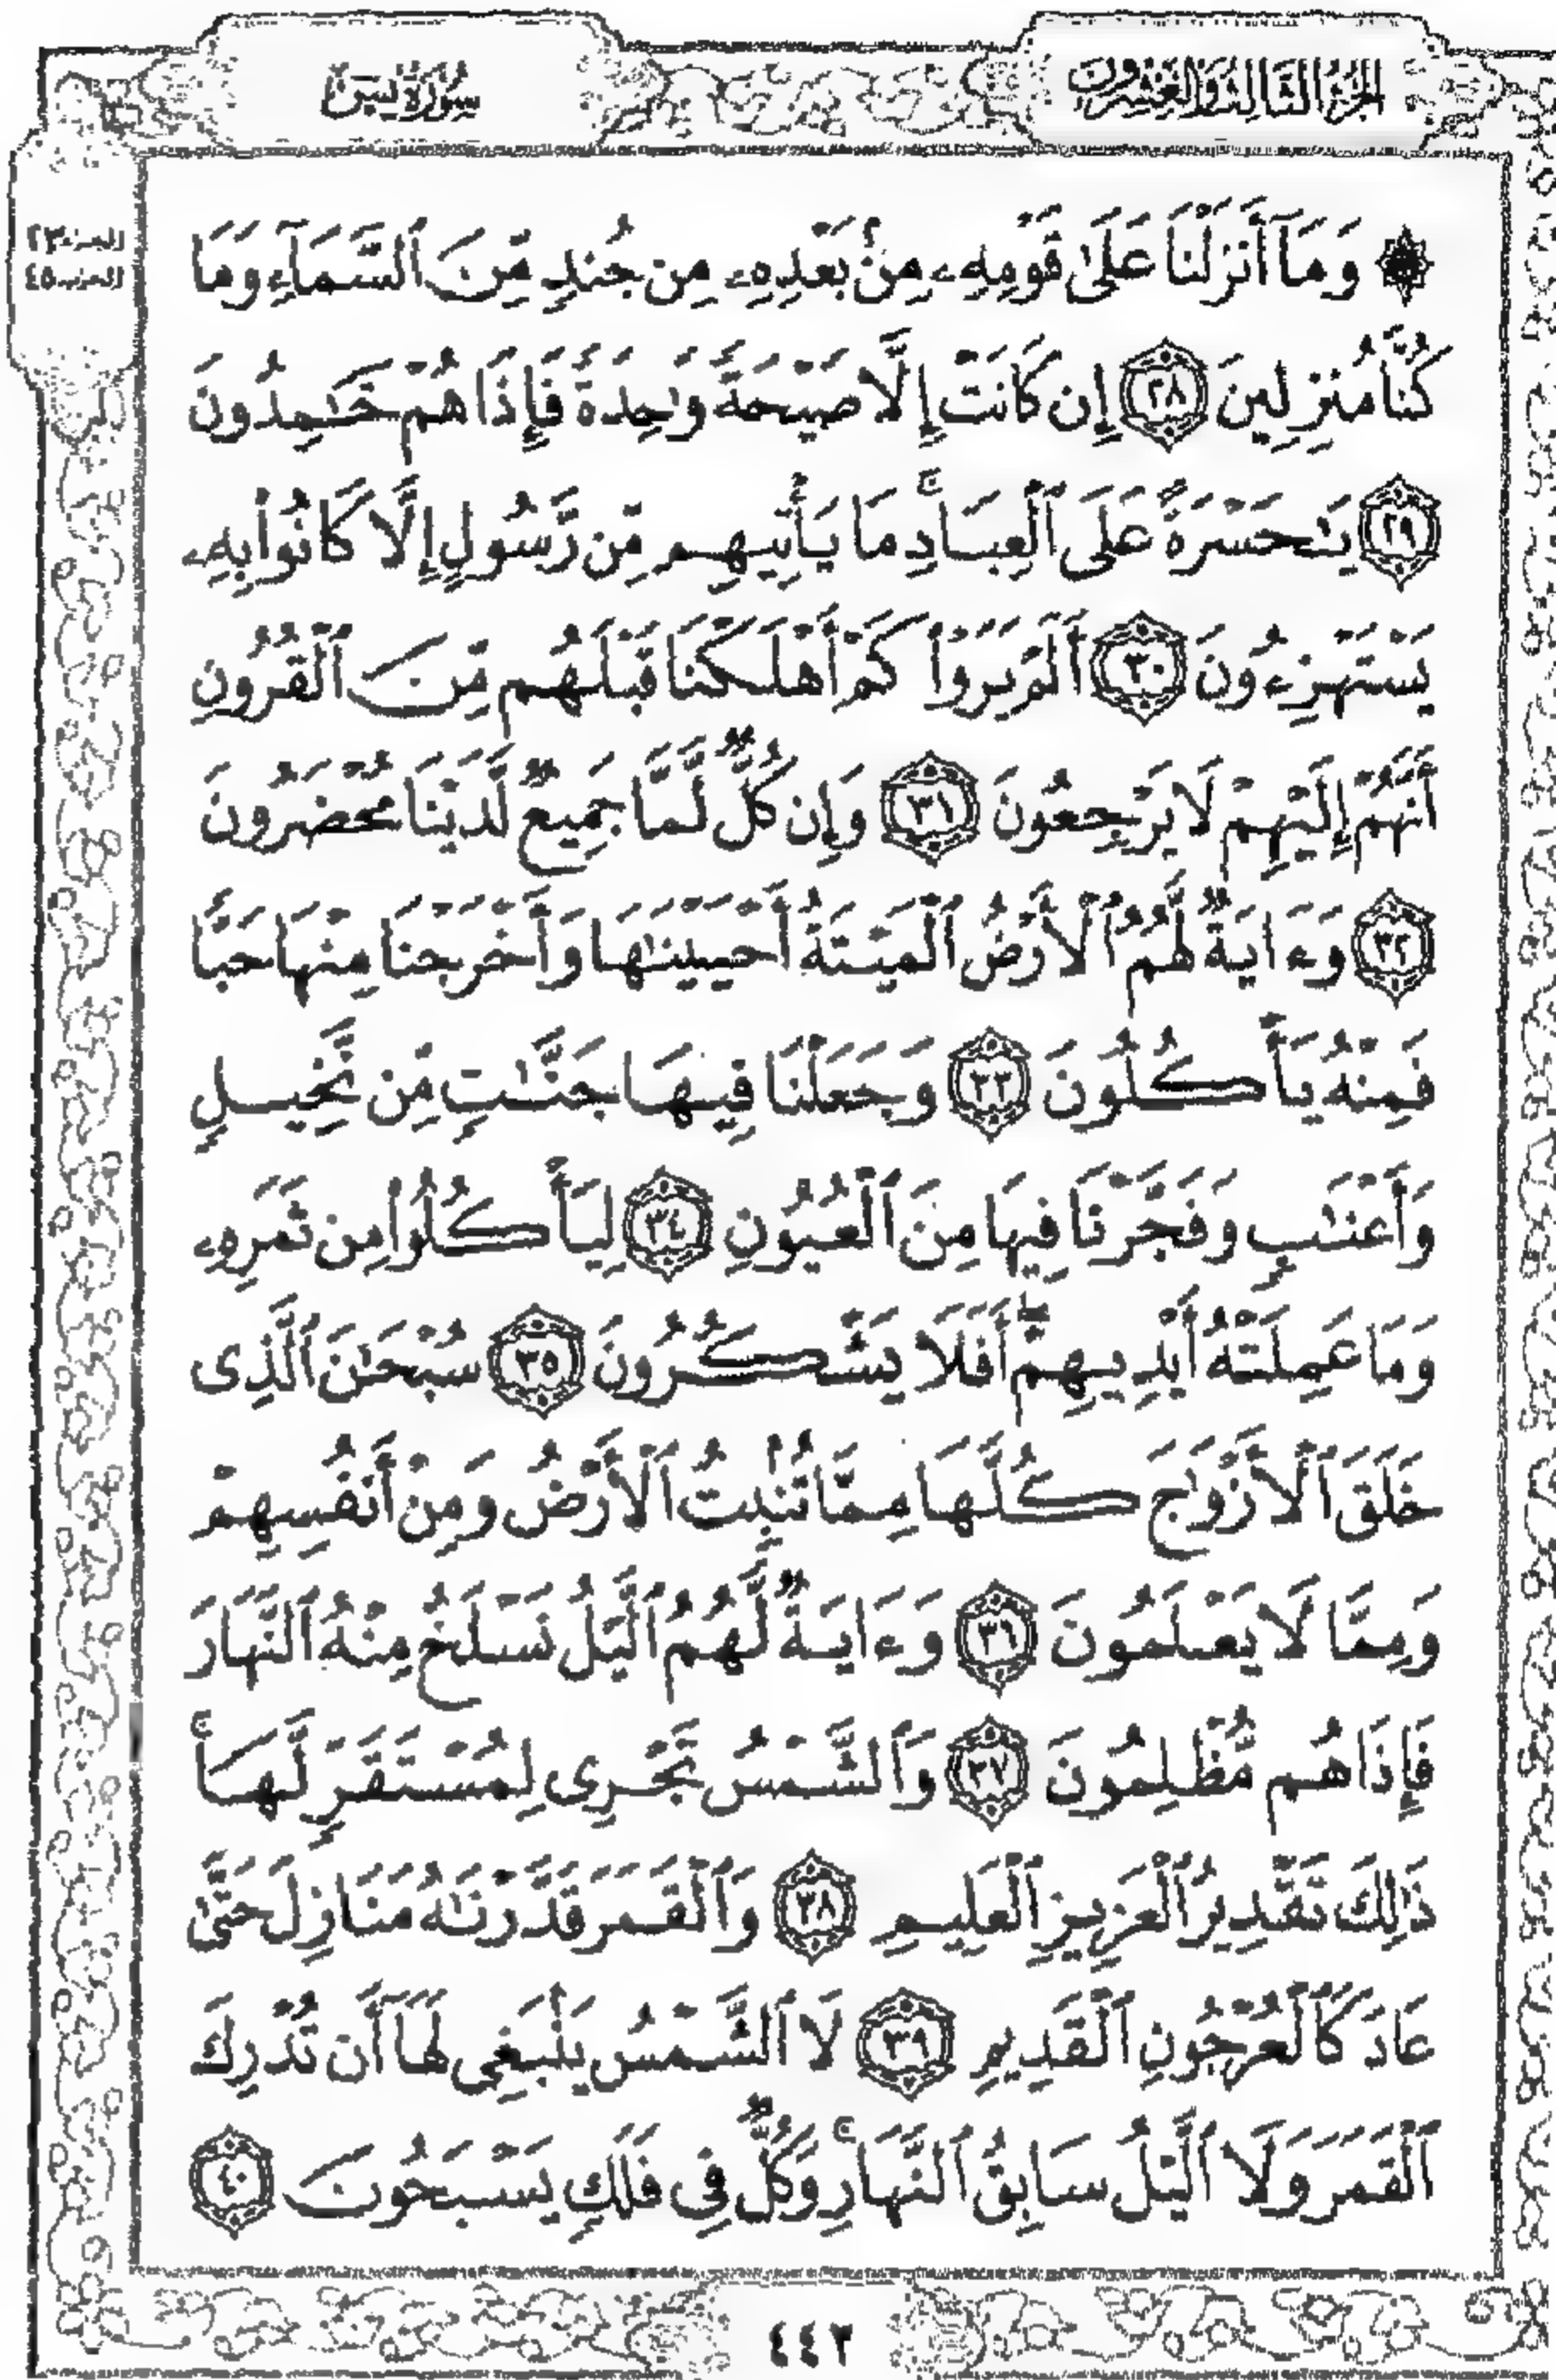 الجزء الثالث والعشرون
سورة يس
الجزء ٢٣
الحزب ٤٥
۞ وَمَآ أَنزَلْنَا عَلَىٰ قَوْمِهِۦ مِنۢ بَعْدِهِۦ مِن جُندٍ مِّنَ ٱلسَّمَآءِ وَمَا
كُنَّا مُنزِلِينَ ٢٨ إِن كَانَتْ إِلَّا صَيْحَةً وَٰحِدَةً فَإِذَا هُمْ خَٰمِدُونَ
٢٩ يَٰحَسْرَةً عَلَى ٱلْعِبَادِۚ مَا يَأْتِيهِم مِّن رَّسُولٍ إِلَّا كَانُوا۟ بِهِۦ
يَسْتَهْزِءُونَ ٣٠ أَلَمْ يَرَوْا۟ كَمْ أَهْلَكْنَا قَبْلَهُم مِّنَ ٱلْقُرُونِ
أَنَّهُمْ إِلَيْهِمْ لَا يَرْجِعُونَ ٣١ وَإِن كُلٌّ لَّمَّا جَمِيعٌ لَّدَيْنَا مُحْضَرُونَ
٣٢ وَءَايَةٌ لَّهُمُ ٱلْأَرْضُ ٱلْمَيْتَةُ أَحْيَيْنَٰهَا وَأَخْرَجْنَا مِنْهَا حَبًّا
فَمِنْهُ يَأْكُلُونَ ٣٣ وَجَعَلْنَا فِيهَا جَنَّٰتٍ مِّن نَّخِيلٍ
وَأَعْنَٰبٍ وَفَجَّرْنَا فِيهَا مِنَ ٱلْعُيُونِ ٣٤ لِيَأْكُلُوا۟ مِن ثَمَرِهِۦ
وَمَا عَمِلَتْهُ أَيْدِيهِمْۖ أَفَلَا يَشْكُرُونَ ٣٥ سُبْحَٰنَ ٱلَّذِى
خَلَقَ ٱلْأَزْوَٰجَ كُلَّهَا مِمَّا تُنۢبِتُ ٱلْأَرْضُ وَمِنْ أَنفُسِهِمْ
وَمِمَّا لَا يَعْلَمُونَ ٣٦ وَءَايَةٌ لَّهُمُ ٱلَّيْلُ نَسْلَخُ مِنْهُ ٱلنَّهَارَ
فَإِذَا هُم مُّظْلِمُونَ ٣٧ وَٱلشَّمْسُ تَجْرِى لِمُسْتَقَرٍّ لَّهَاۚ
ذَٰلِكَ تَقْدِيرُ ٱلْعَزِيزِ ٱلْعَلِيمِ ٣٨ وَٱلْقَمَرَ قَدَّرْنَٰهُ مَنَازِلَ حَتَّىٰ
عَادَ كَٱلْعُرْجُونِ ٱلْقَدِيمِ ٣٩ لَا ٱلشَّمْسُ يَنۢبَغِى لَهَآ أَن تُدْرِكَ
ٱلْقَمَرَ وَلَا ٱلَّيْلُ سَابِقُ ٱلنَّهَارِۚ وَكُلٌّ فِى فَلَكٍ يَسْبَحُونَ ٤٠
٤٤٢